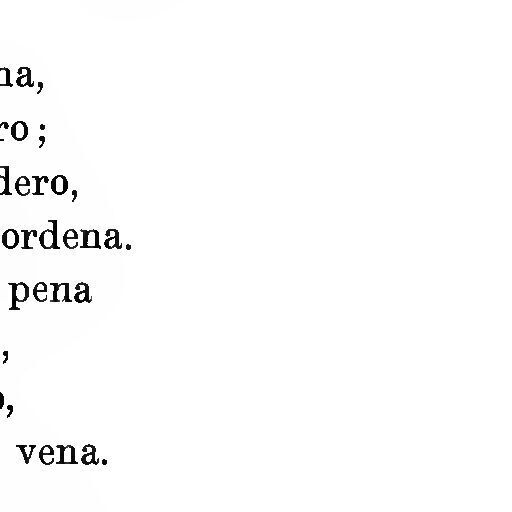 na,
ro;
dero,
ordena.
pena
,
o,
vena.